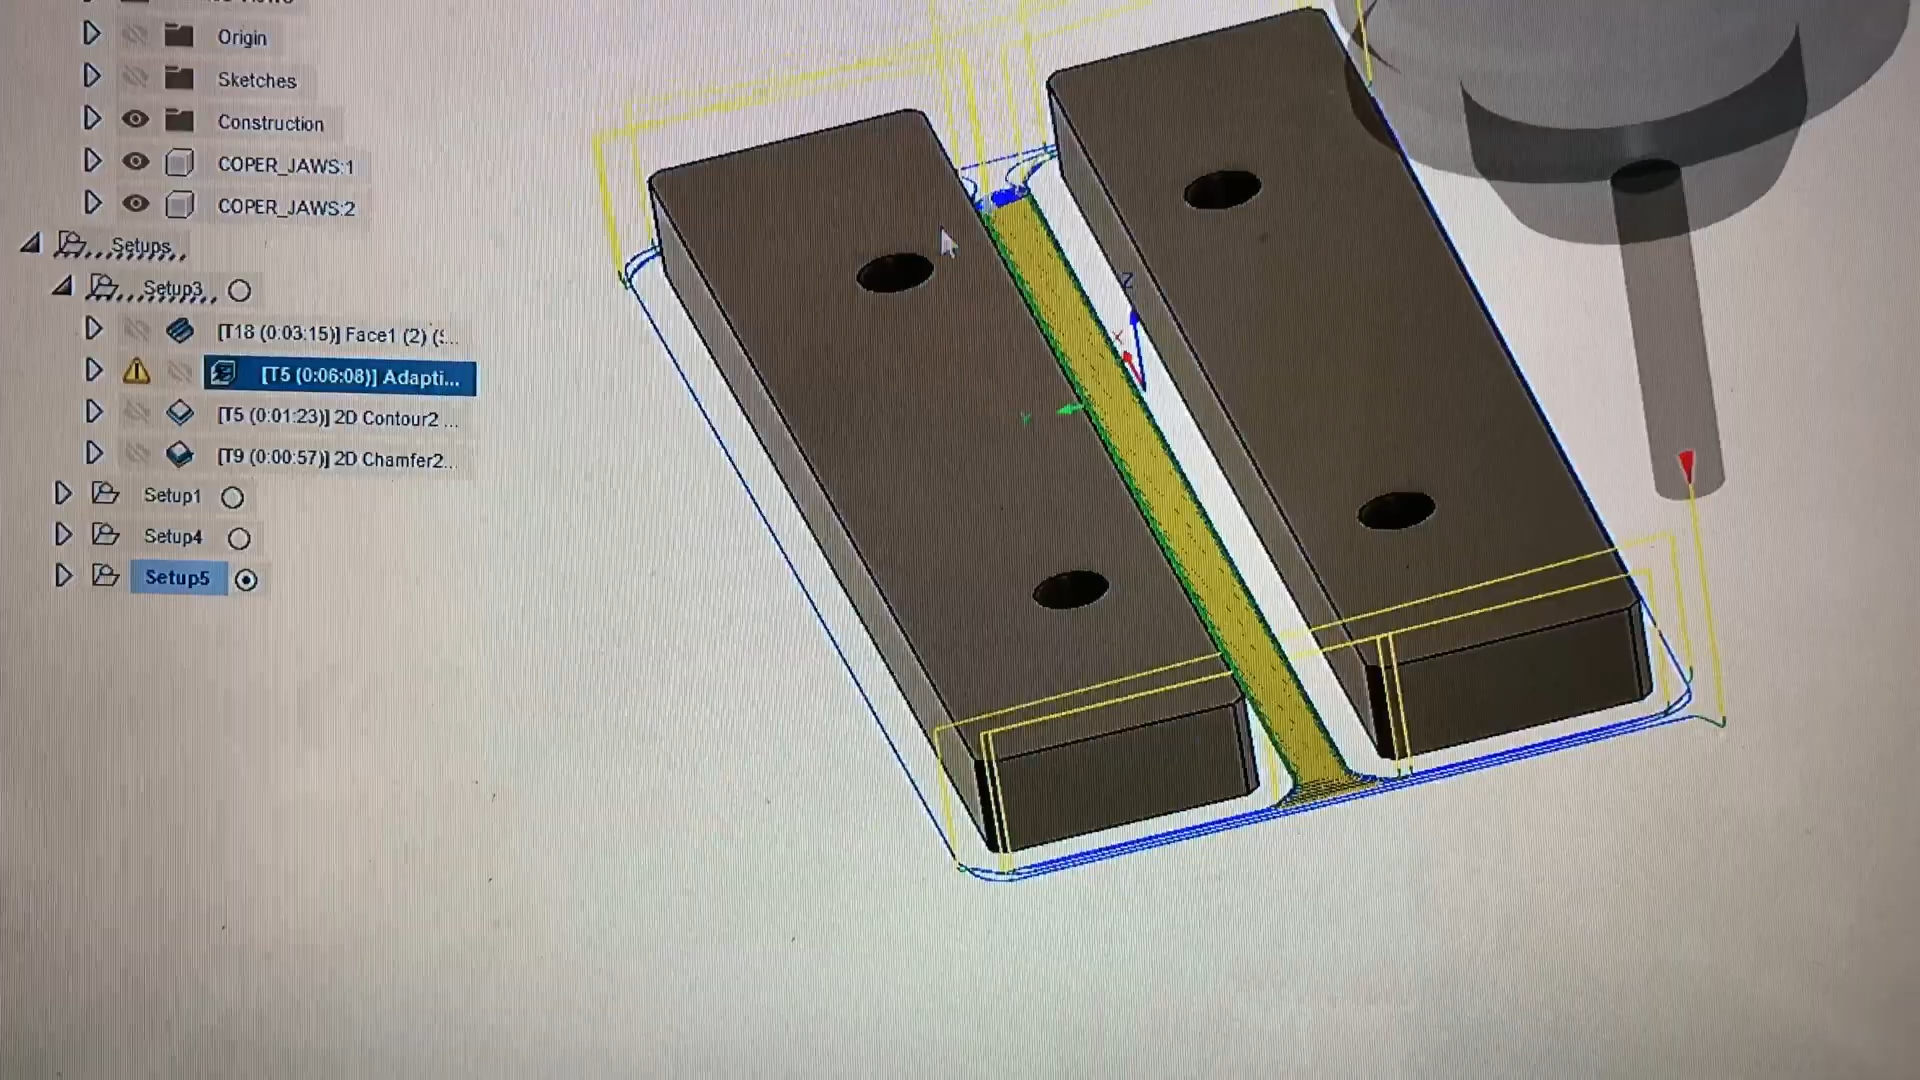 Origin
Sketches
Construction
COPER_JAWS:1
COPER_JAWS:2
Setups
Setup3
[T18 (0:03:15)] Face1 (2) (S...
[T5 (0:06:08)] Adapti...
[T5 (0:01:23)] 2D Contour2 ...
[T9 (0:00:57)] 2D Chamfer2...
Setup1
Setup4
Setup5
Z
X
Y